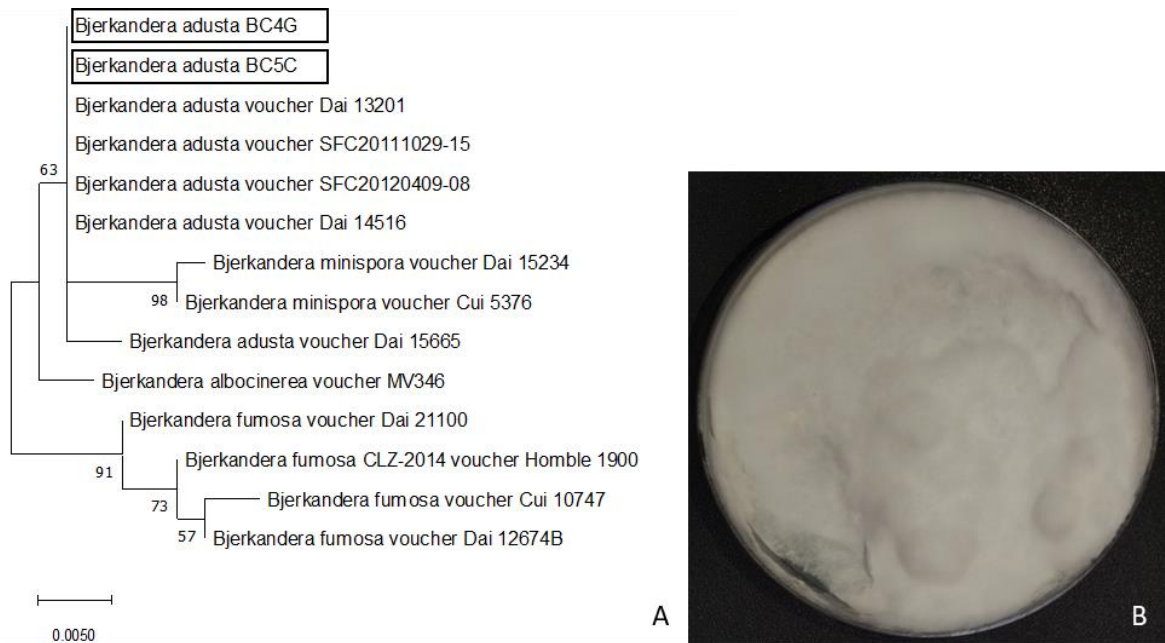 Bjerkandera adusta BC4G
Bjerkandera adusta BC5C
Bjerkandera adusta voucher Dai 13201
Bjerkandera adusta voucher SFC20111029-15
63
Bjerkandera adusta voucher SFC20120409-08
Bjerkandera adusta voucher Dai 14516
Bjerkandera minispora voucher Dai 15234
98
Bjerkandera minispora voucher Cui 5376
Bjerkandera adusta voucher Dai 15665
Bjerkandera albocinerea voucher MV346
Bjerkandera fumosa voucher Dai 21100
91
Bjerkandera fumosa CLZ-2014 voucher Homble 1900
73
Bjerkandera fumosa voucher Cui 10747
57
Bjerkandera fumosa voucher Dai 12674B
0.0050
A
B